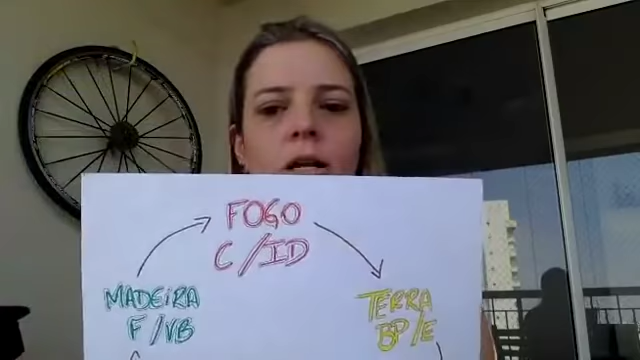 FOGO
C/ID
MADEIRA
F/VB
TERRA
BP/E